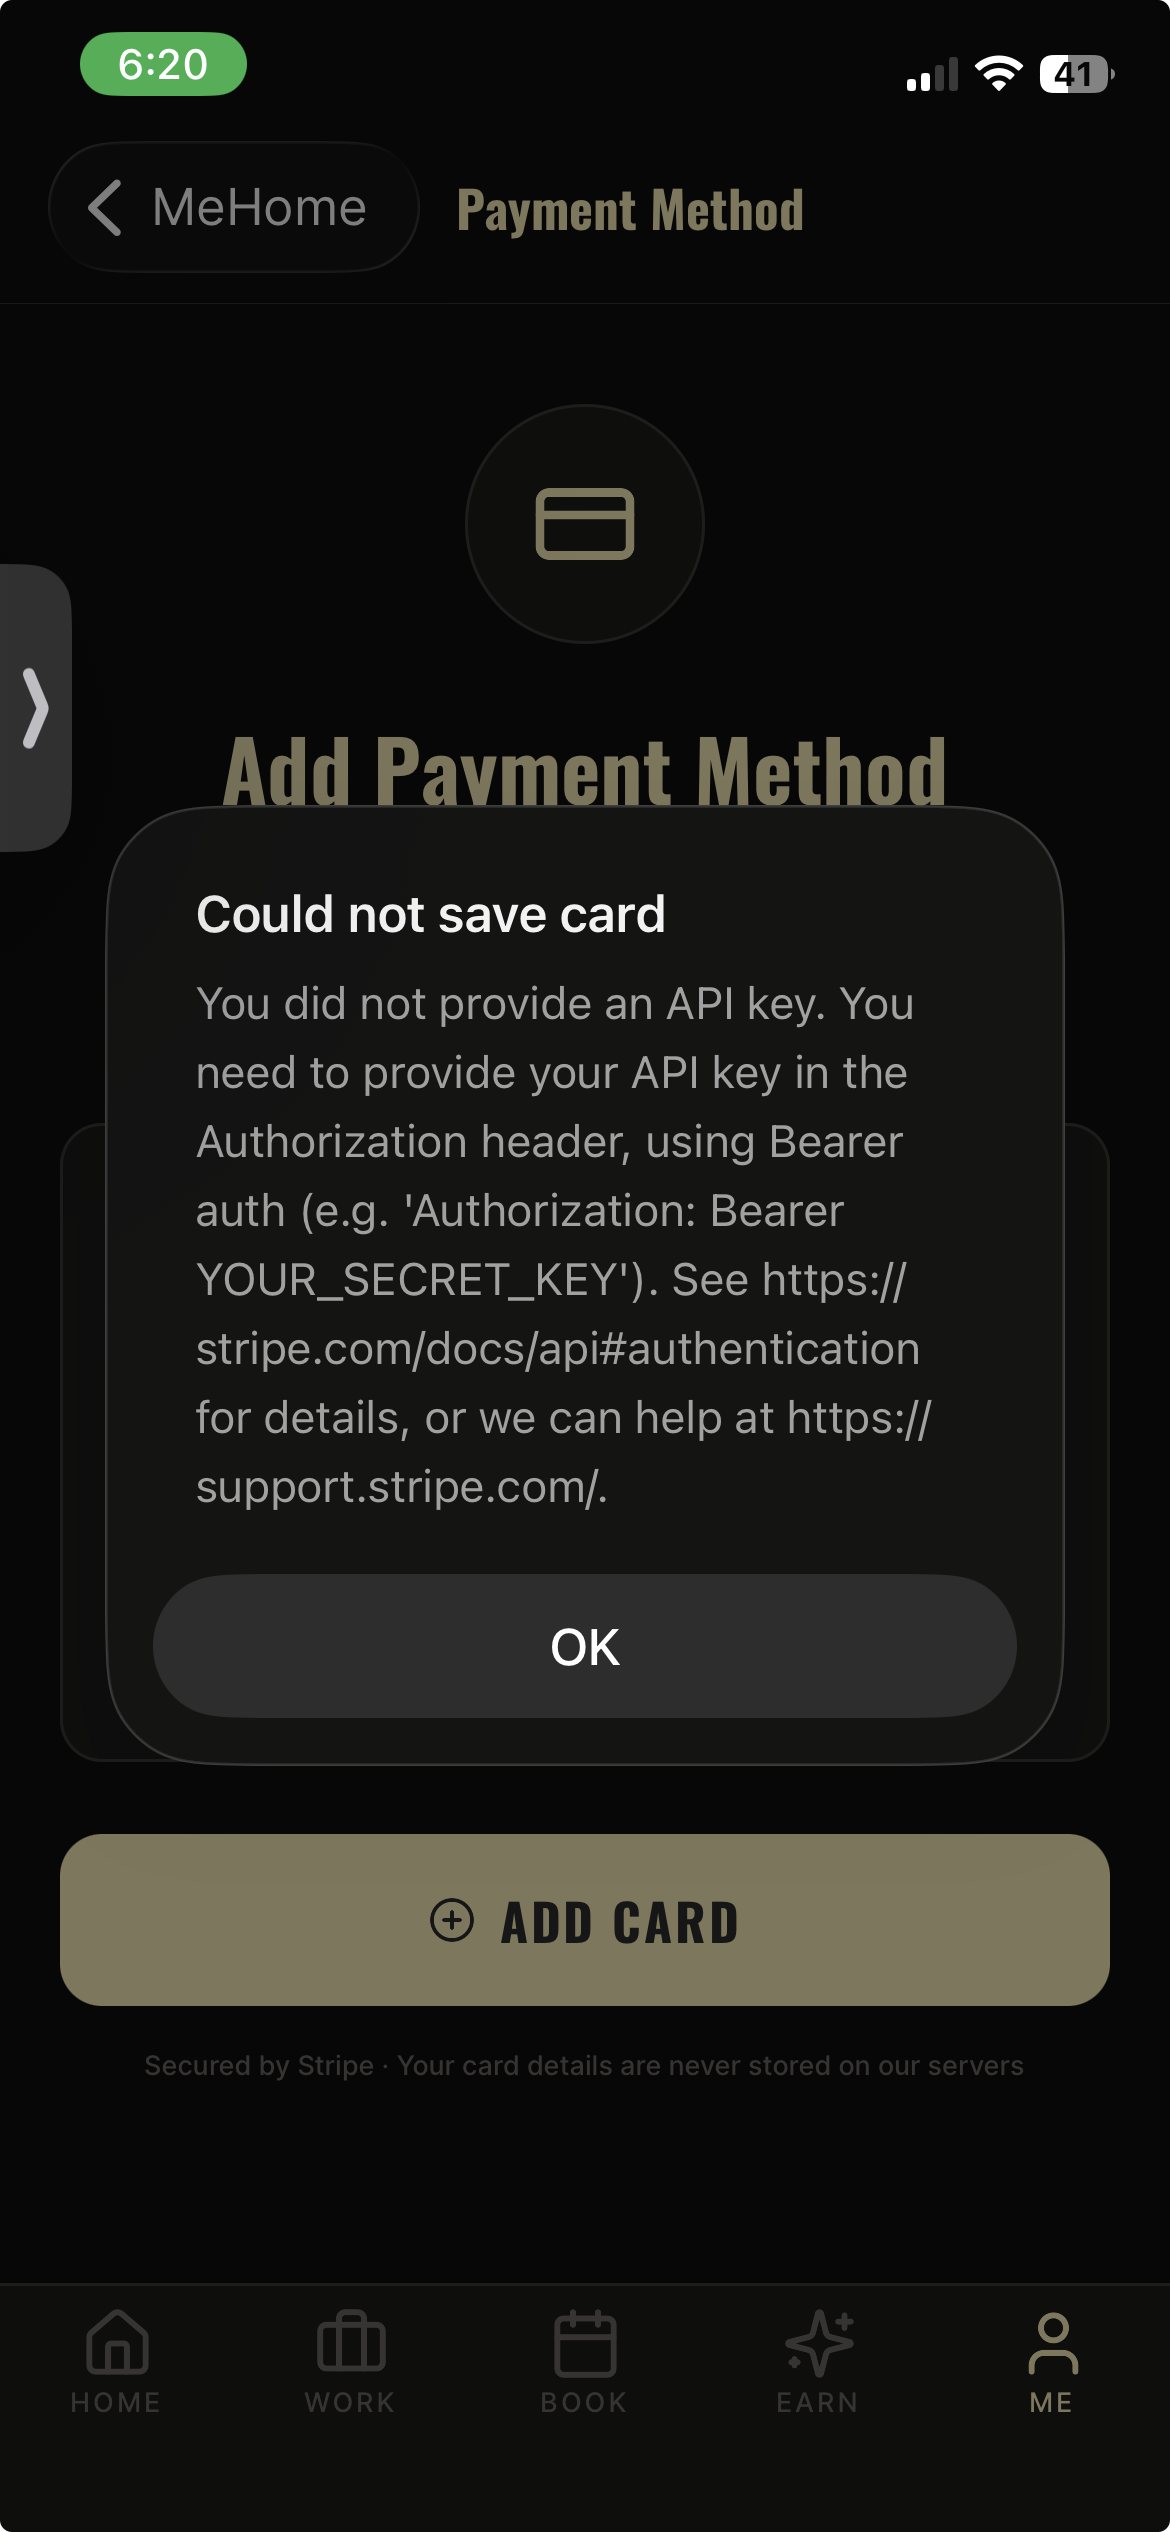 6:20
41
MeHome
Payment Method
Add Payment Method
Could not save card
You did not provide an API key. You
need to provide your API key in the
Authorization header, using Bearer
auth (e.g. 'Authorization: Bearer
YOUR_SECRET_KEY'). See https://
stripe.com/docs/api#authentication
for details, or we can help at https://
support.stripe.com/.
OK
ADD CARD
Secured by Stripe · Your card details are never stored on our servers
HOME
WORK
BOOK
EARN
ME